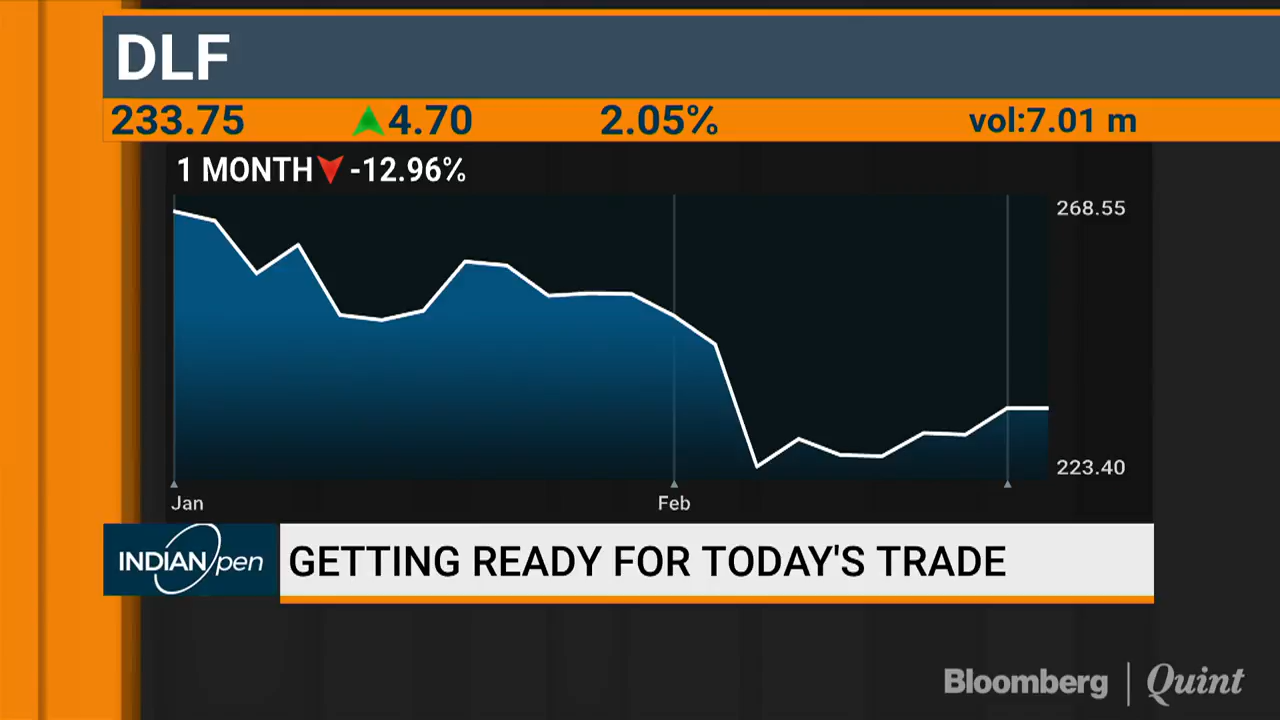 DLF
233.75 4.70 2.05% vol:7.01 m
1 MONTH -12.96%
268.55
223.40
Jan Feb
INDIAN Open GETTING READY FOR TODAY'S TRADE
Bloomberg | Quint